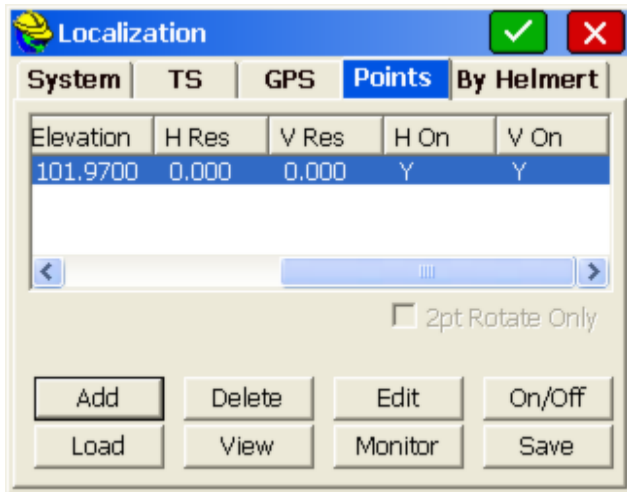 Localization
System TS GPS Points By Helmert
Elevation H Res V Res H On V On
101.9700 0.000 0.000 Y Y
2pt Rotate Only
Add Delete Edit On/Off
Load View Monitor Save